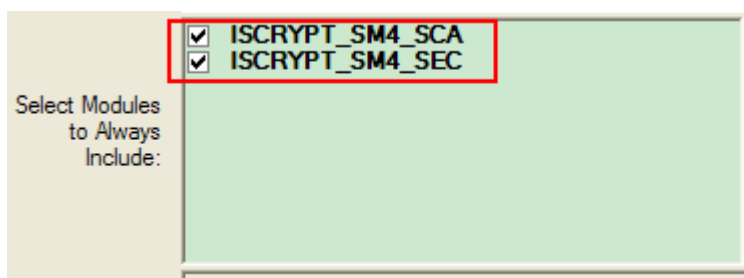 ISCRYPT_SM4_SCA
ISCRYPT_SM4_SEC
Select Modules
to Always
Include: